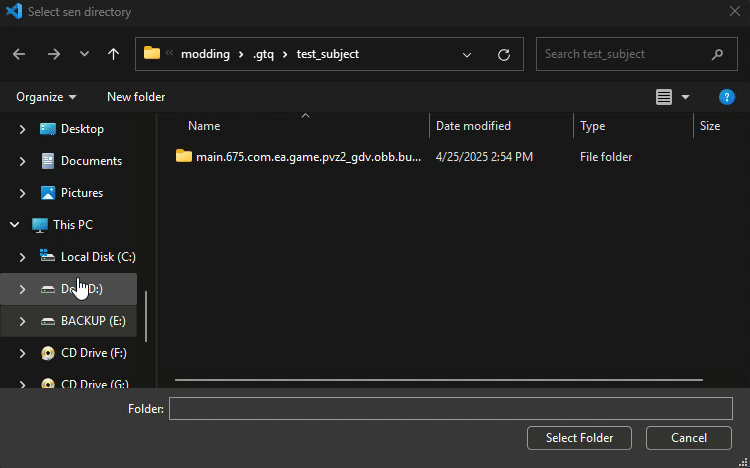 Select sen directory
« modding › .gtq › test_subject
Search test_subject
Organize
New folder
?
Name
Date modified
Type
Size
main.675.com.ea.game.pvz2_gdv.obb.bu...
4/25/2025 2:54 PM
File folder
Desktop
Documents
Pictures
This PC
Local Disk (C:)
D:)
BACKUP (E:)
CD Drive (F:)
CD Drive (G:)
Folder:
Select Folder
Cancel